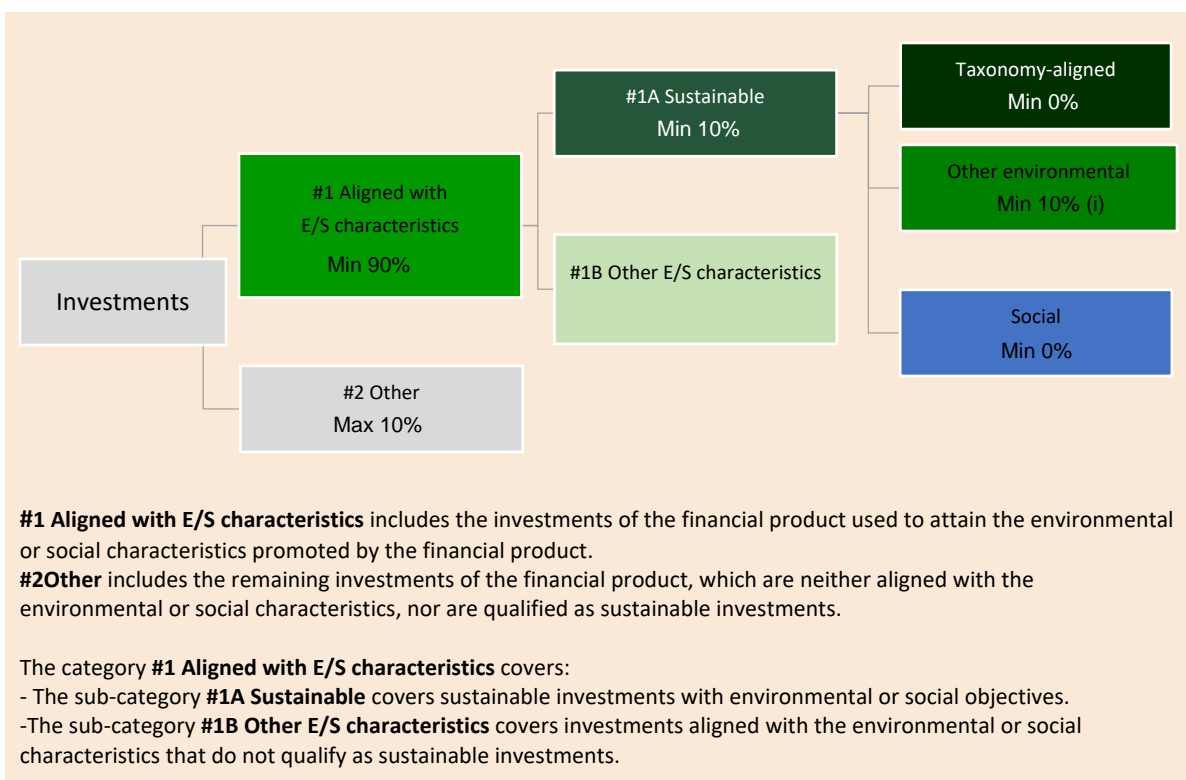 Taxonomy-aligned
Min 0%
#1A Sustainable
Min 10%
Other environmental
Min 10% (i)
#1 Aligned with
E/S characteristics
Min 90%
#1B Other E/S characteristics
Investments
Social
Min 0%
#2 Other
Max 10%
#1 Aligned with E/S characteristics includes the investments of the financial product used to attain the environmental
or social characteristics promoted by the financial product.
#2Other includes the remaining investments of the financial product, which are neither aligned with the
environmental or social characteristics, nor are qualified as sustainable investments.
The category #1 Aligned with E/S characteristics covers:
- The sub-category #1A Sustainable covers sustainable investments with environmental or social objectives.
-The sub-category #1B Other E/S characteristics covers investments aligned with the environmental or social
characteristics that do not qualify as sustainable investments.